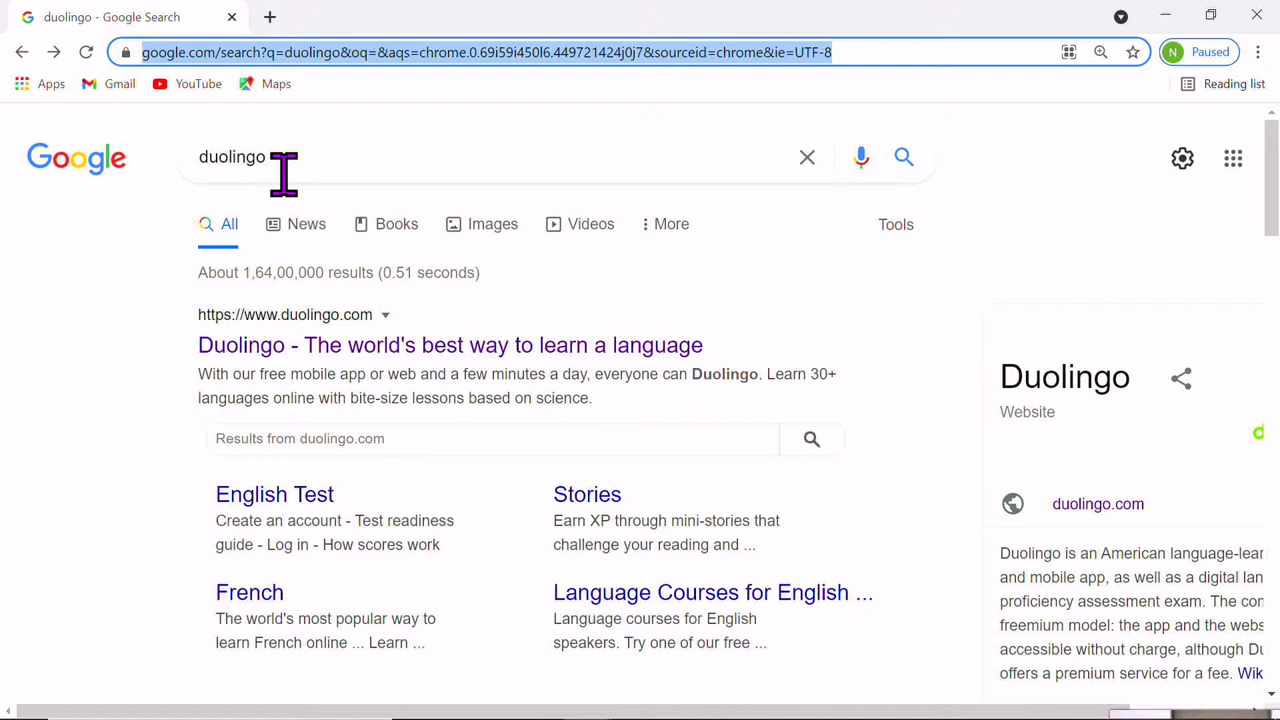 duolingo - Google Search
google.com/search?q=duolingo&oq=&aqs=chrome.0.69i59i450l6.449721424j0j7&sourceid=chrome&ie=UTF-8
N Paused
Apps Gmail YouTube Maps Reading list
Google duolingo
All News Books Images Videos More Tools
About 1,64,00,000 results (0.51 seconds)
https://www.duolingo.com
Duolingo - The world's best way to learn a language
With our free mobile app or web and a few minutes a day, everyone can Duolingo. Learn 30+
languages online with bite-size lessons based on science.
Results from duolingo.com
English Test
Create an account - Test readiness
guide - Log in - How scores work
Stories
Earn XP through mini-stories that
challenge your reading and ...
French
The world's most popular way to
learn French online ... Learn ...
Language Courses for English ...
Language courses for English
speakers. Try one of our free ...
Duolingo
Website
d
duolingo.com
Duolingo is an American language-lear
and mobile app, as well as a digital lan
proficiency assessment exam. The con
freemium model: the app and the webs
accessible without charge, although Du
offers a premium service for a fee. Wik